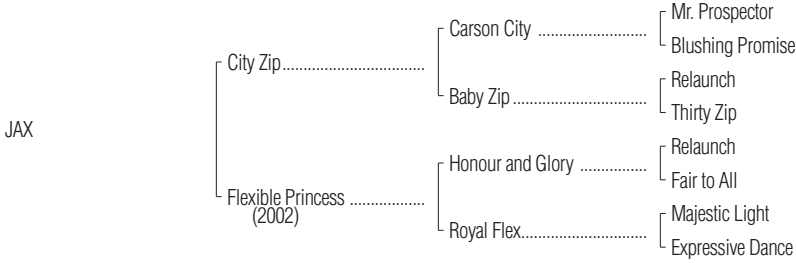 Mr. Prospector
Carson City ........................
Blushing Promise
City Zip................................
Relaunch
Baby Zip ..............................
Thirty Zip
JAX
Relaunch
Honour and Glory ...............
Fair to All
Flexible Princess .................
(2002)
Majestic Light
Royal Flex............................
Expressive Dance